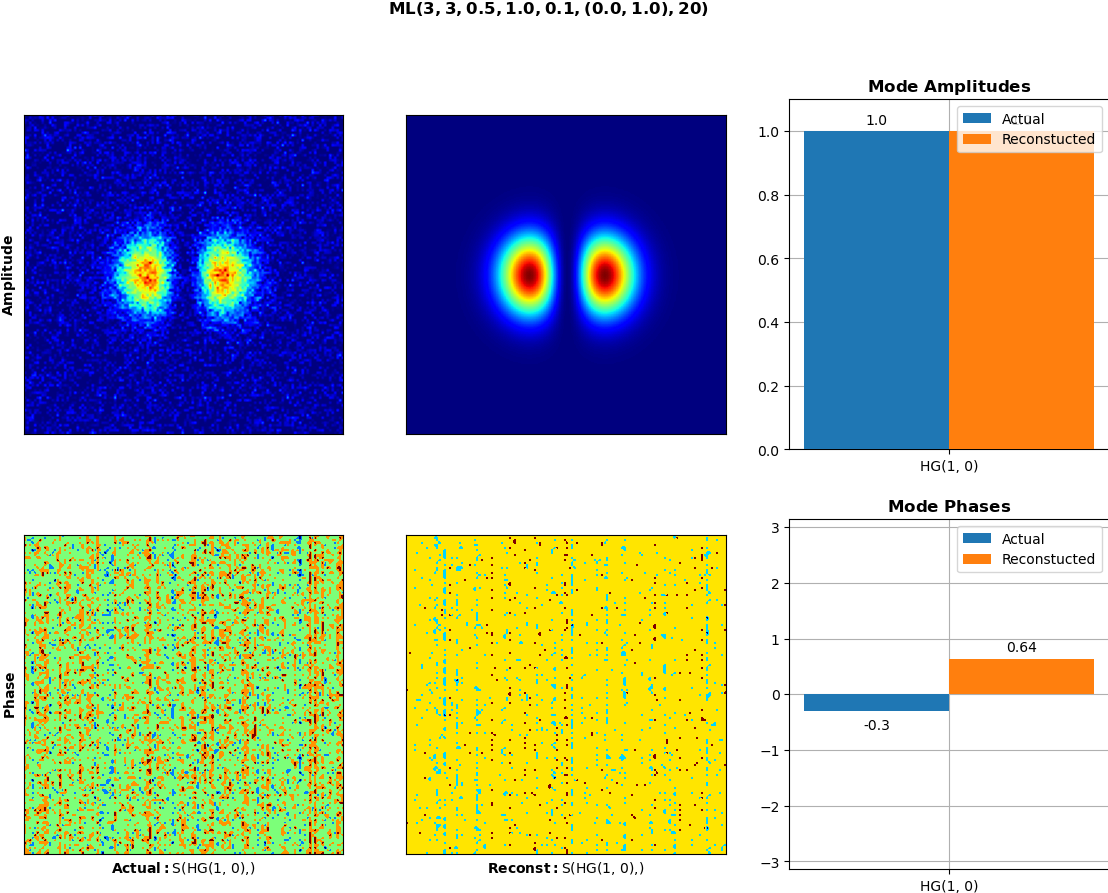 ML(3, 3, 0.5, 1.0, 0.1, (0.0, 1.0), 20)
Amplitude
Mode Amplitudes
1.0
Actual
Reconstucted
1.0
0.8
0.6
0.4
0.2
0.0
HG(1, 0)
Phase
Actual: S(HG(1, 0),)
Reconst: S(HG(1, 0),)
Mode Phases
Actual
Reconstucted
3
2
1
0
−1
−2
−3
0.64
-0.3
HG(1, 0)